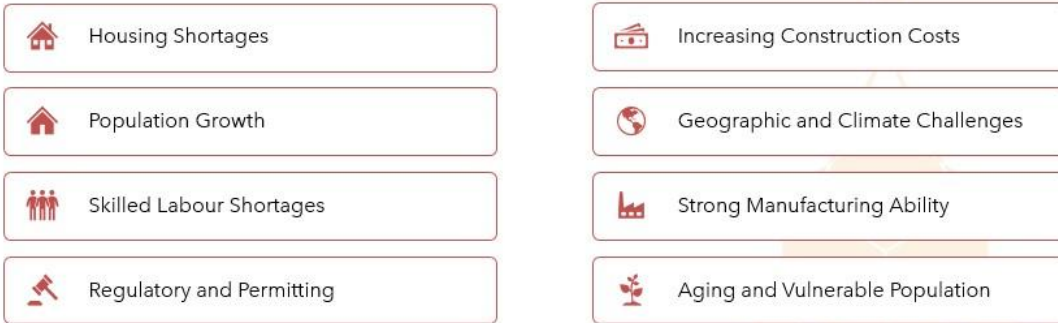 Housing Shortages
Population Growth
Skilled Labour Shortages
Regulatory and Permitting
Increasing Construction Costs
Geographic and Climate Challenges
Strong Manufacturing Ability
Aging and Vulnerable Population